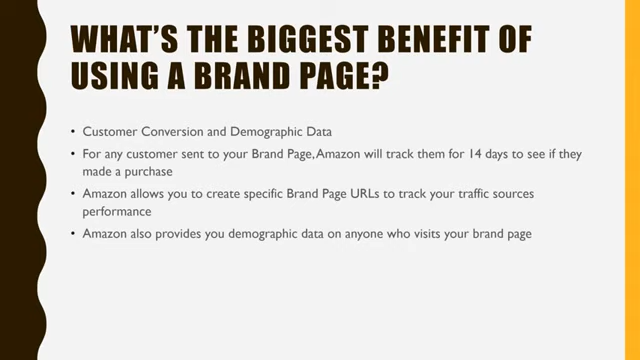 WHAT'S THE BIGGEST BENEFIT OF
USING A BRAND PAGE?
• Customer Conversion and Demographic Data
• For any customer sent to your Brand Page, Amazon will track them for 14 days to see if they
made a purchase
• Amazon allows you to create specific Brand Page URLs to track your traffic sources
performance
• Amazon also provides you demographic data on anyone who visits your brand page